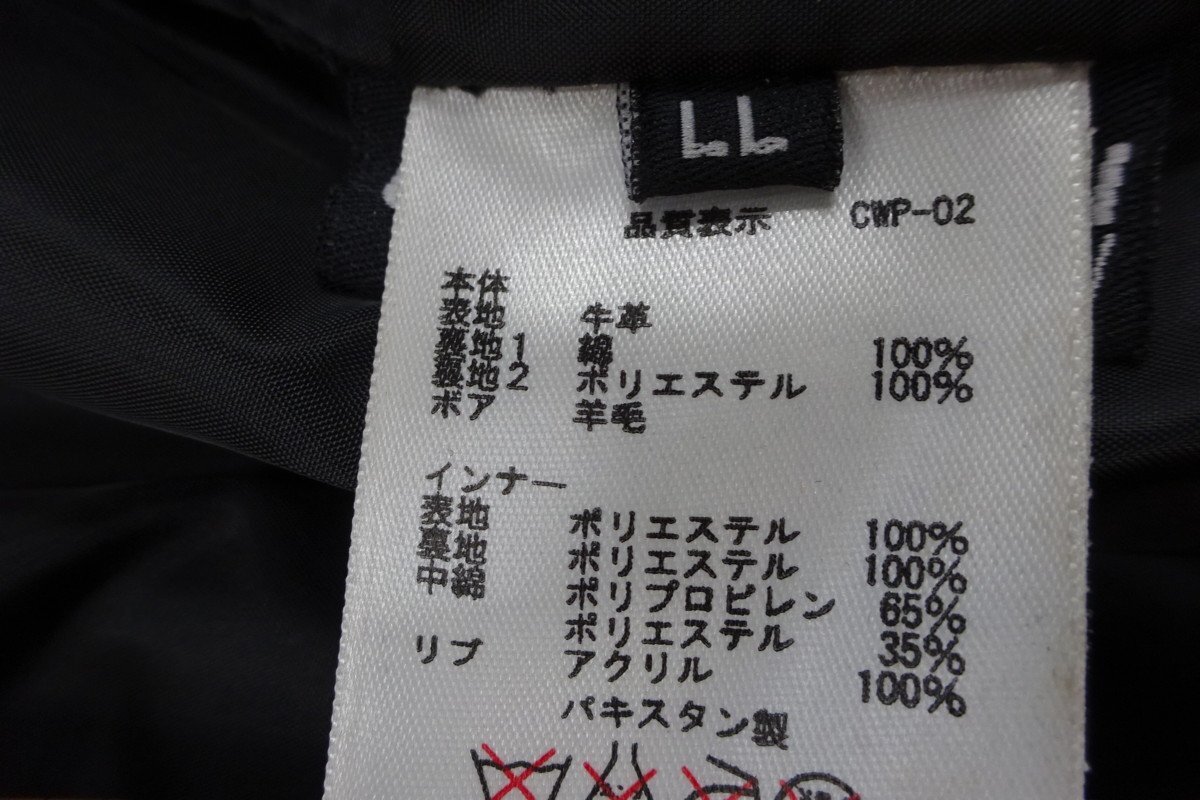 LL
品質表示 CWP-02
本体
表地 牛革
裏地1 綿 100%
裏地2 ポリエステル 100%
ボア 羊毛
インナー
表地 ポリエステル 100%
裏地 ポリエステル 100%
中綿 ポリプロピレン 65%
ポリエステル 35%
リブ アクリル 100%
パキスタン製